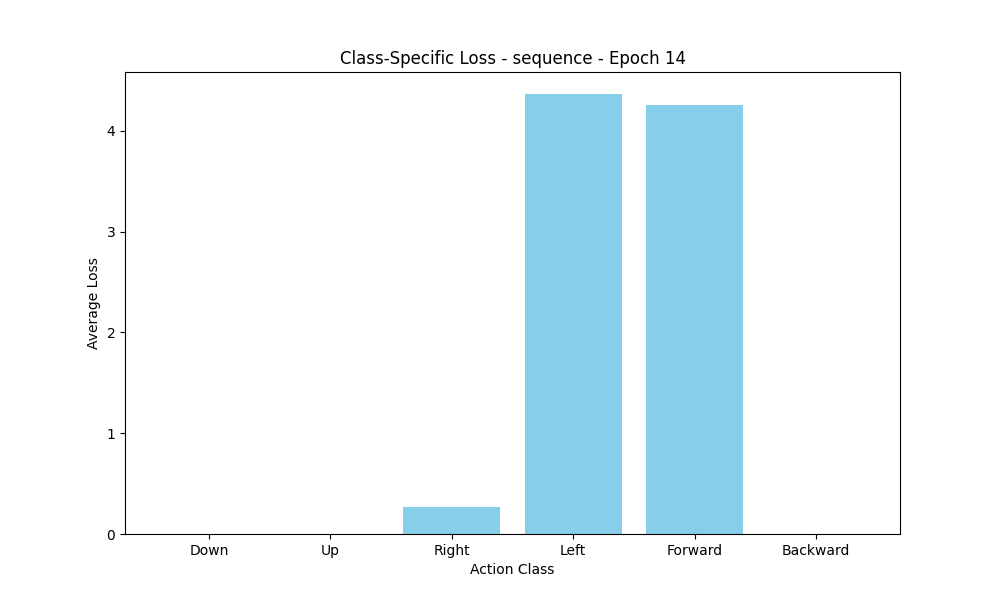 Class-Specific Loss - sequence - Epoch 14
Average Loss
4
3
2
1
0
Down Up Right Left Forward Backward
Action Class